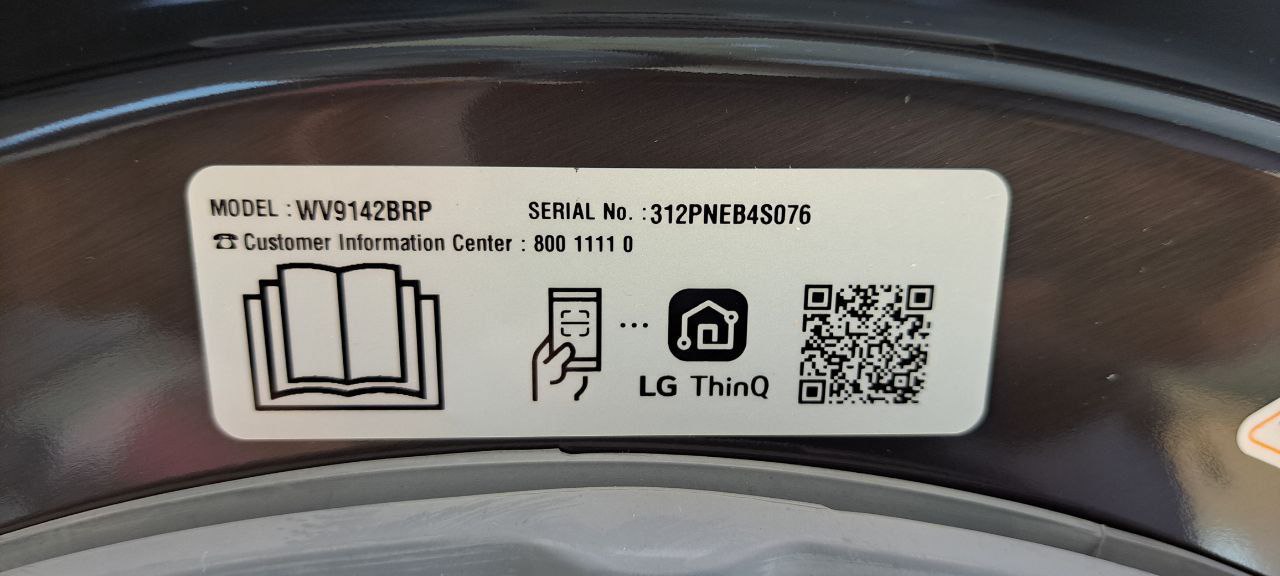 MODEL : WV9142BRP SERIAL No. : 312PNEB4S076
☎ Customer Information Center : 800 1111 0
LG ThinQ